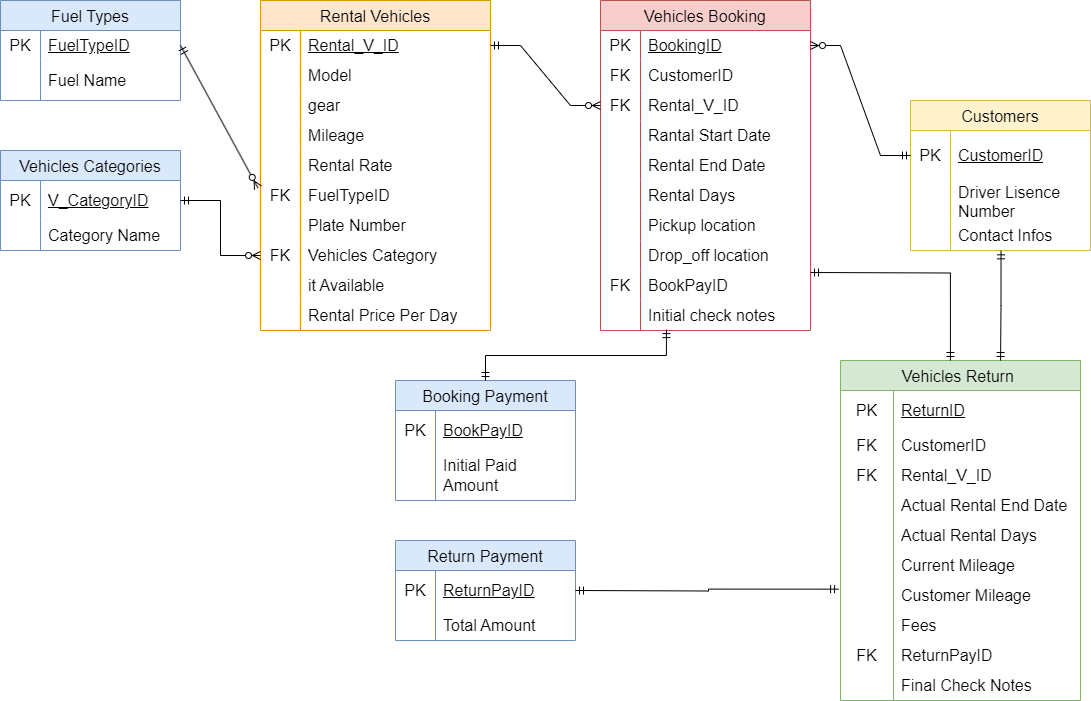 Fuel Types
PK FuelTypeID
Fuel Name
Vehicles Categories
PK V_CategoryID
Category Name
Rental Vehicles
PK Rental_V_ID
Model
gear
Mileage
Rental Rate
FK FuelTypeID
Plate Number
FK Vehicles Category
it Available
Rental Price Per Day
Vehicles Booking
PK BookingID
FK CustomerID
FK Rental_V_ID
Rantal Start Date
Rental End Date
Rental Days
Pickup location
Drop_off location
FK BookPayID
Initial check notes
Customers
PK CustomerID
Driver Lisence
Number
Contact Infos
Booking Payment
PK BookPayID
Initial Paid
Amount
Return Payment
PK ReturnPayID
Total Amount
Vehicles Return
PK ReturnID
FK CustomerID
FK Rental_V_ID
Actual Rental End Date
Actual Rental Days
Current Mileage
Customer Mileage
Fees
FK ReturnPayID
Final Check Notes